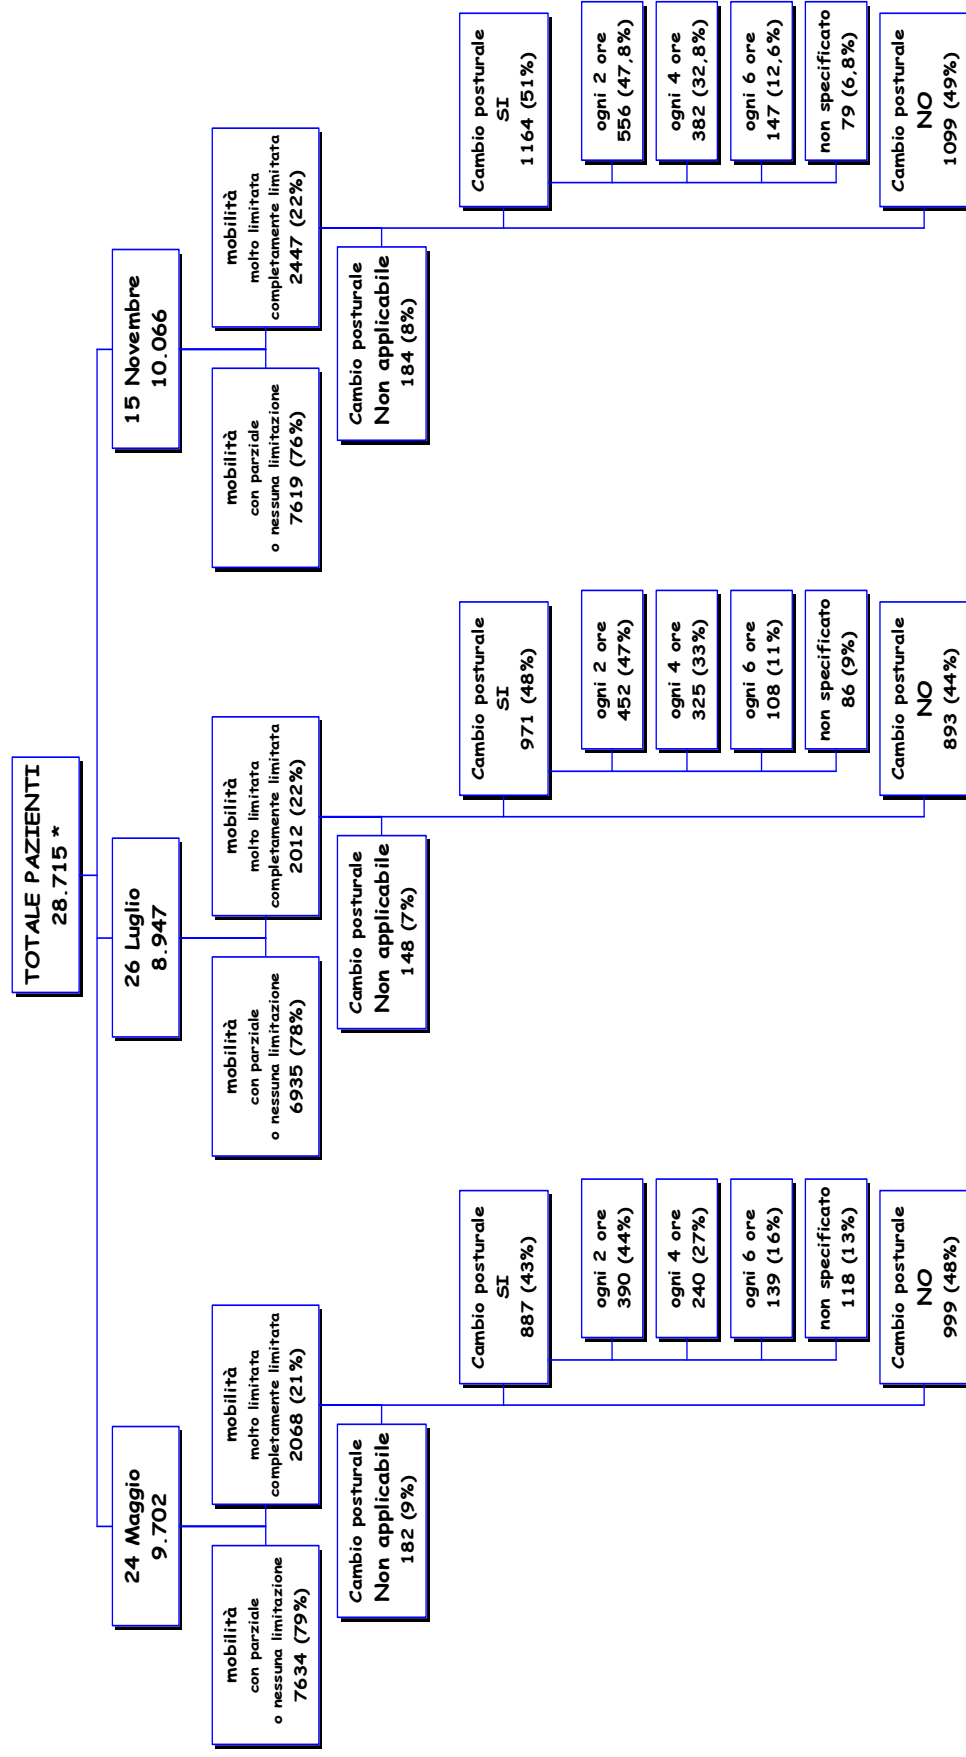 TOTALE PAZIENTI
28.715 *
24 Maggio
9.702
mobilità
con parziale
o nessuna limitazione
7634 (79%)
mobilità
molto limitata
completamente limitata
2068 (21%)
Cambio posturale
Non applicabile
182 (9%)
Cambio posturale
SI
887 (43%)
ogni 2 ore
390 (44%)
ogni 4 ore
240 (27%)
ogni 6 ore
139 (16%)
non specificato
118 (13%)
Cambio posturale
NO
999 (48%)
26 Luglio
8.947
mobilità
con parziale
o nessuna limitazione
6935 (78%)
mobilità
molto limitata
completamente limitata
2012 (22%)
Cambio posturale
Non applicabile
148 (7%)
Cambio posturale
SI
971 (48%)
ogni 2 ore
452 (47%)
ogni 4 ore
325 (33%)
ogni 6 ore
108 (11%)
non specificato
86 (9%)
Cambio posturale
NO
893 (44%)
15 Novembre
10.066
mobilità
con parziale
o nessuna limitazione
7619 (76%)
mobilità
molto limitata
completamente limitata
2447 (22%)
Cambio posturale
Non applicabile
184 (8%)
Cambio posturale
SI
1164 (51%)
ogni 2 ore
556 (47,8%)
ogni 4 ore
382 (32,8%)
ogni 6 ore
147 (12,6%)
non specificato
79 (6,8%)
Cambio posturale
NO
1099 (49%)